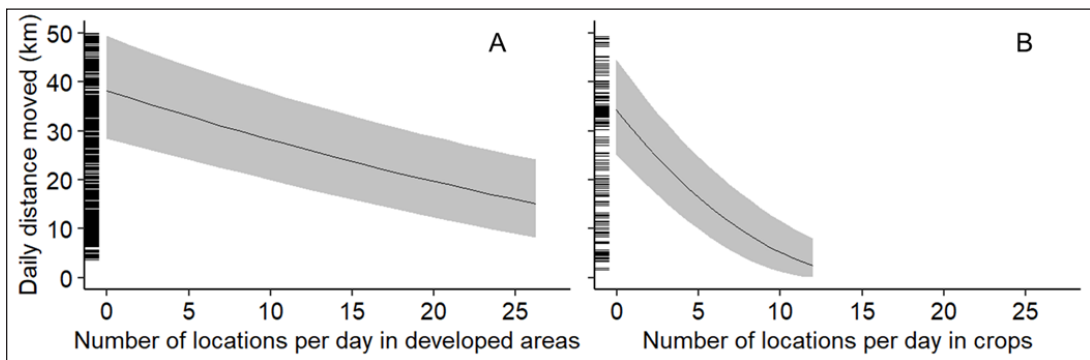 Daily distance moved (km)
50
40
30
20
10
0
A
0 5 10 15 20 25
Number of locations per day in developed areas
B
0 5 10 15 20 25
Number of locations per day in crops